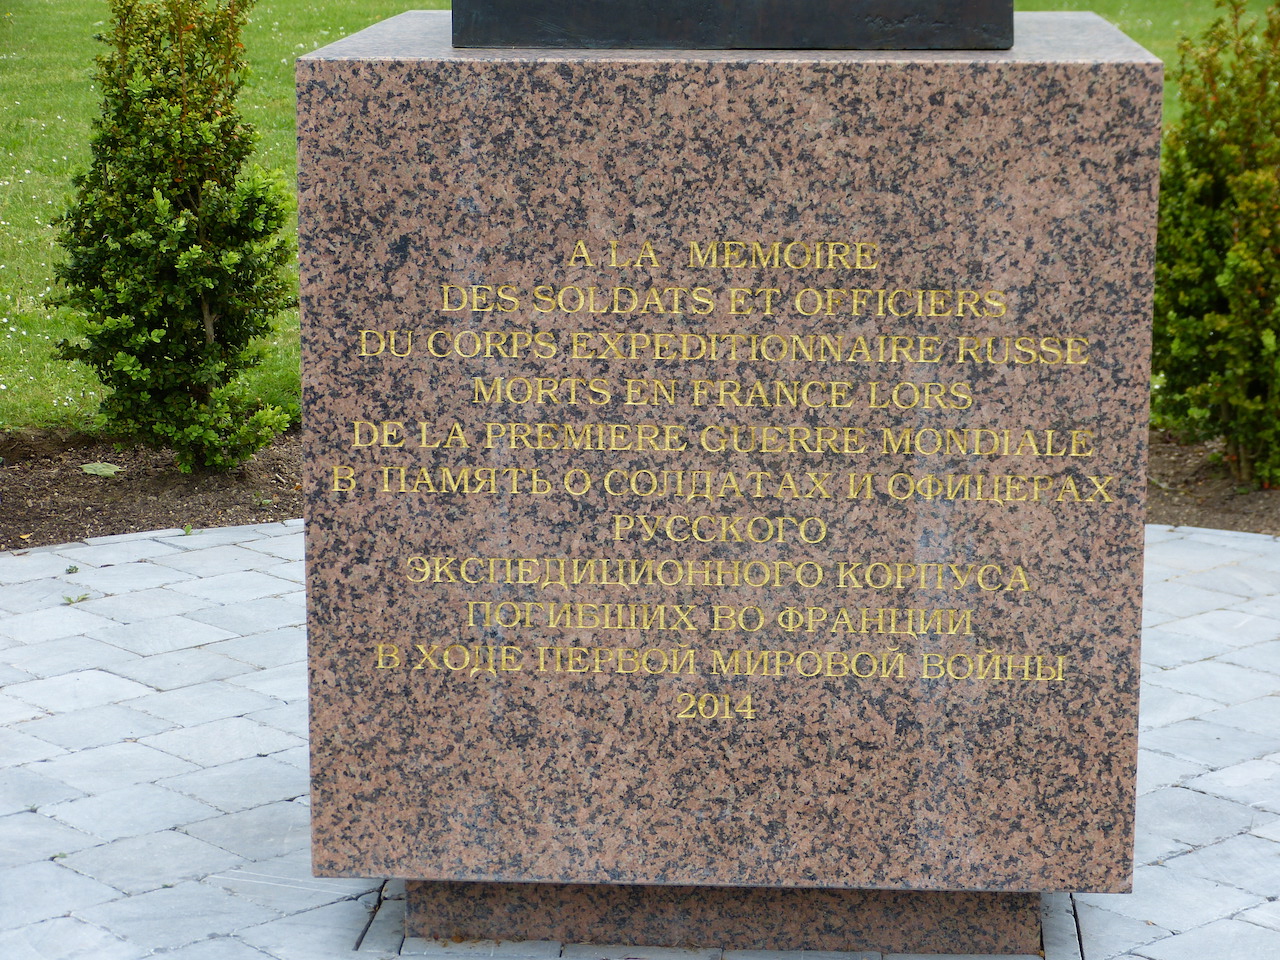 A LA MEMOIRE
DES SOLDATS ET OFFICIERS
DU CORPS EXPEDITIONNAIRE RUSSE
MORTS EN FRANCE LORS
DE LA PREMIERE GUERRE MONDIALE
В ПАМЯТЬ О СОЛДАТАХ И ОФИЦЕРАХ
РУССКОГО
ЭКСПЕДИЦИОННОГО КОРПУСА
ПОГИБШИХ ВО ФРАНЦИИ
В ХОДЕ ПЕРВОЙ МИРОВОЙ ВОЙНЫ
2014